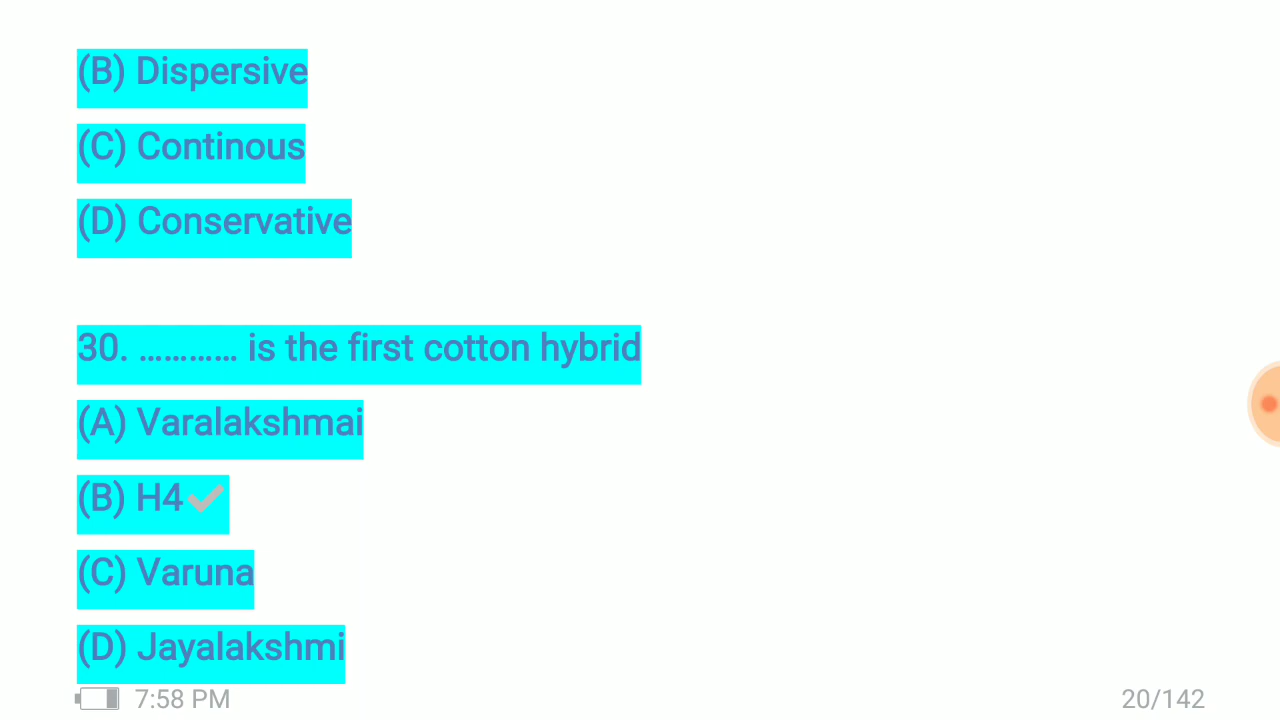 (B) Dispersive
(C) Continous
(D) Conservative
30. ............ is the first cotton hybrid
(A) Varalakshmai
(B) H4✔
(C) Varuna
(D) Jayalakshmi
7:58 PM
20/142